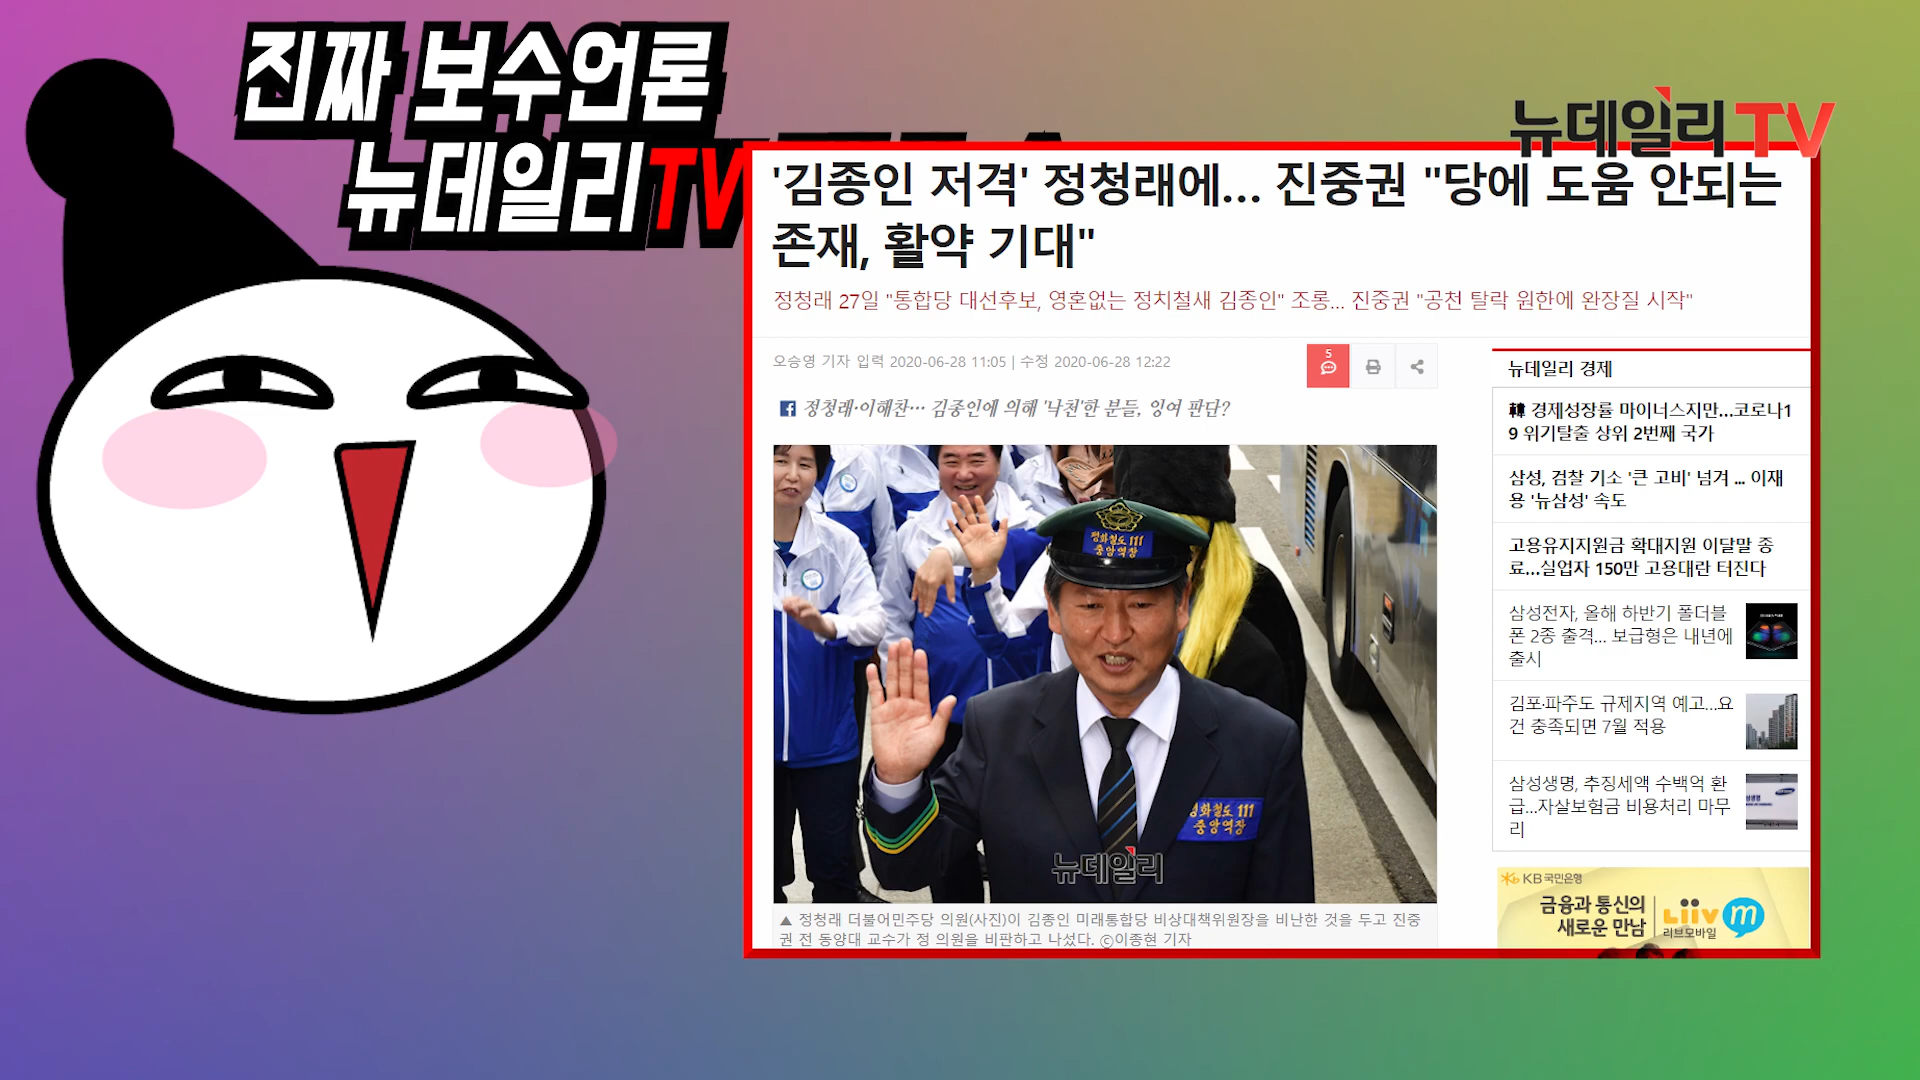 진짜 보수언론
뉴데일리TV
뉴데일리TV
'김종인 저격' 정청래에... 진중권 "당에 도움 안되는
존재, 활약 기대"
정청래 27일 "통합당 대선후보, 영혼없는 정치철새 김종인" 조롱... 진중권 "공천 탈락 원한에 완장질 시작"
오승영 기자 입력 2020-06-28 11:05 | 수정 2020-06-28 12:22
5
정청래·이해찬… 김종인에 의해 '낙천'한 분들, 잉여 판단?
평화철도 111
중앙역장
평화철도 111
중앙역장
뉴데일리
▲ 정청래 더불어민주당 의원(사진)이 김종인 미래통합당 비상대책위원장을 비난한 것을 두고 진중
권 전 동양대 교수가 정 의원을 비판하고 나섰다. ⓒ이종현 기자
뉴데일리 경제
韓 경제성장률 마이너스지만...코로나1
9 위기탈출 상위 2번째 국가
삼성, 검찰 기소 '큰 고비' 넘겨 ... 이재
용 '뉴삼성' 속도
고용유지지원금 확대지원 이달말 종
료...실업자 150만 고용대란 터진다
삼성전자, 올해 하반기 폴더블
폰 2종 출격... 보급형은 내년에
출시
김포·파주도 규제지역 예고...요
건 충족되면 7월 적용
삼성생명, 추징세액 수백억 환
급...자살보험금 비용처리 마무
리
KB국민은행
금융과 통신의
새로운 만남
Liiv m
리브모바일